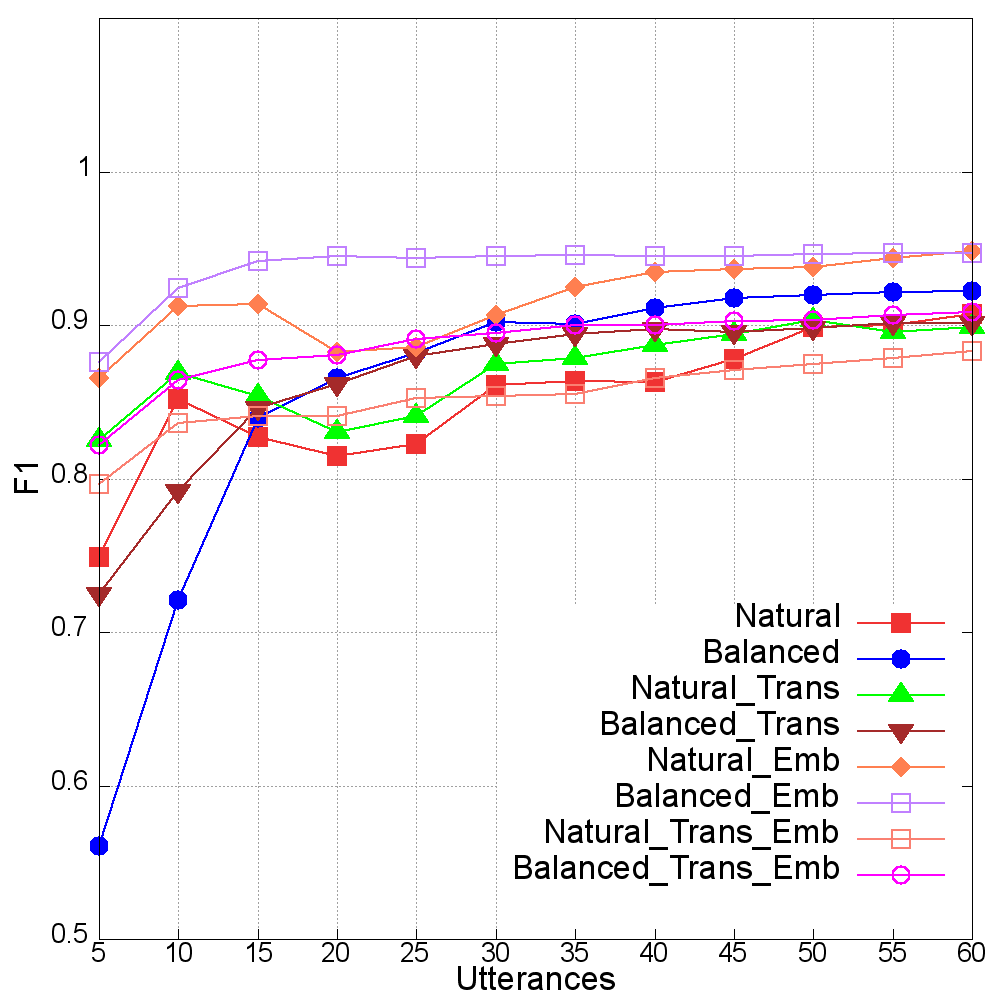 1
0.9
0.8
0.7
0.6
0.5
F1
5 10 15 20 25 30 35 40 45 50 55 60
Utterances
Natural
Balanced
Natural_Trans
Balanced_Trans
Natural_Emb
Balanced_Emb
Natural_Trans_Emb
Balanced_Trans_Emb